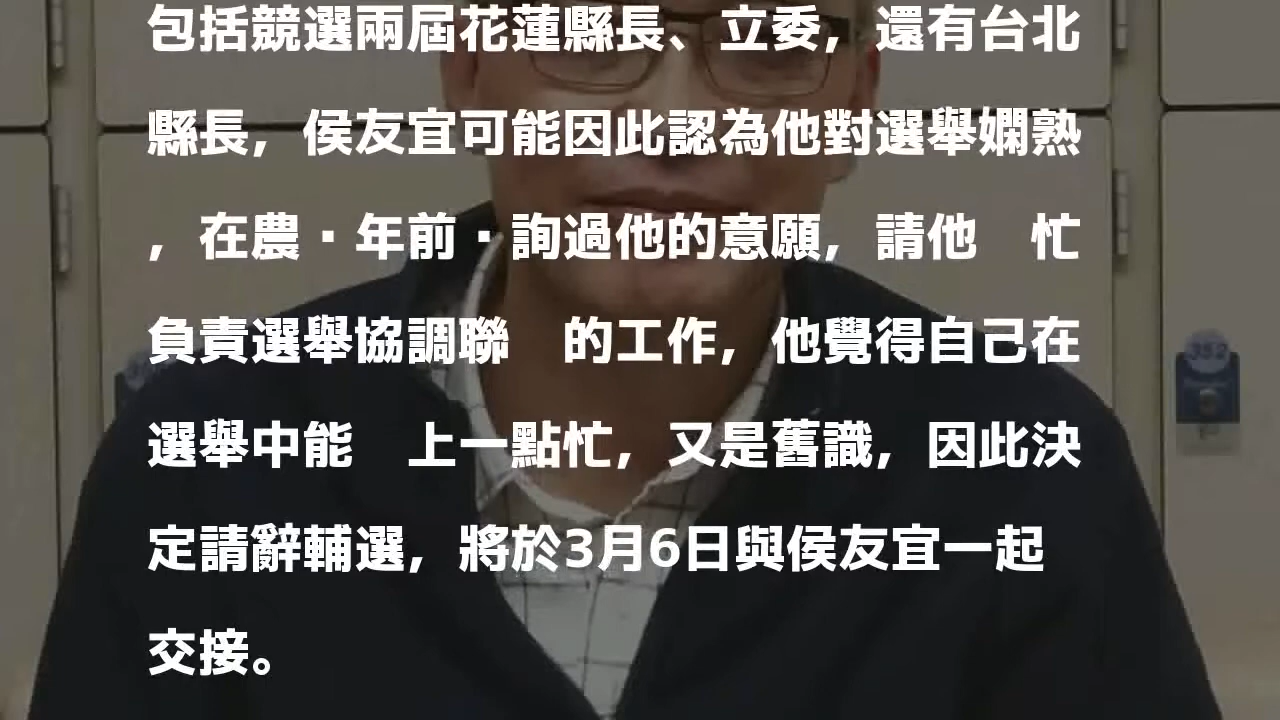 包括競選兩屆花蓮縣長、立委，還有台北
縣長，侯友宜可能因此認為他對選舉嫻熟
，在農▪年前▪詢過他的意願，請他　忙
負責選舉協調聯　的工作，他覺得自己在
選舉中能　上一點忙，又是舊識，因此決
定請辭輔選，將於3月6日與侯友宜一起
交接。
352